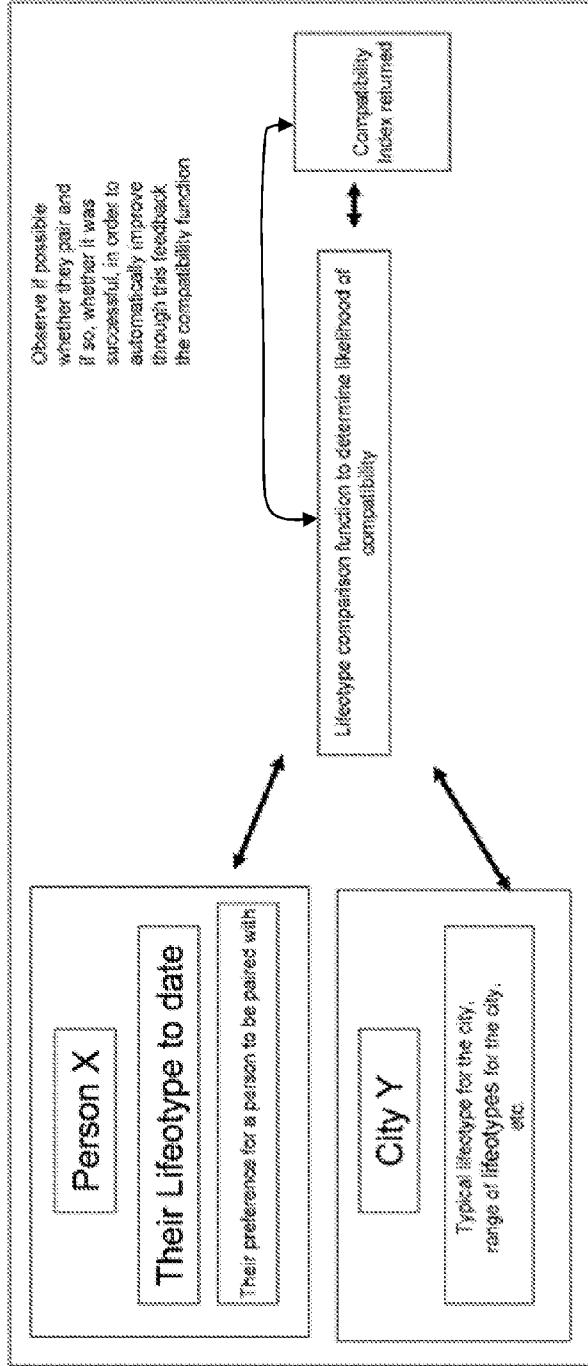 Person X
Their Lifeotype to date
Their preference for a person to be paired with
City Y
Typical lifeotype for the city,
range of lifeotypes for the city,
etc.
Lifeotype comparison function to determine likelihood of
compatibility
Compatibility
Index returned
Observe if possible
whether they pair and
if so, whether it was
successful, in order to
automatically improve
through this feedback
the compatibility function